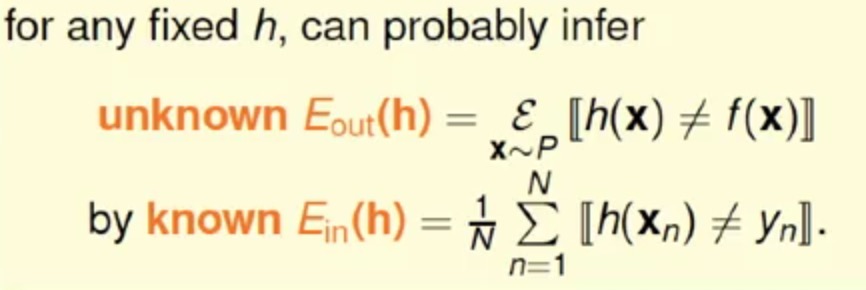 for any fixed h, can probably infer
unknown E_out(h) = ℰ_{x∼P} ⟦h(x) ≠ f(x)⟧
by known E_in(h) = 1/N ∑_{n=1}^{N} ⟦h(x_n) ≠ y_n⟧.